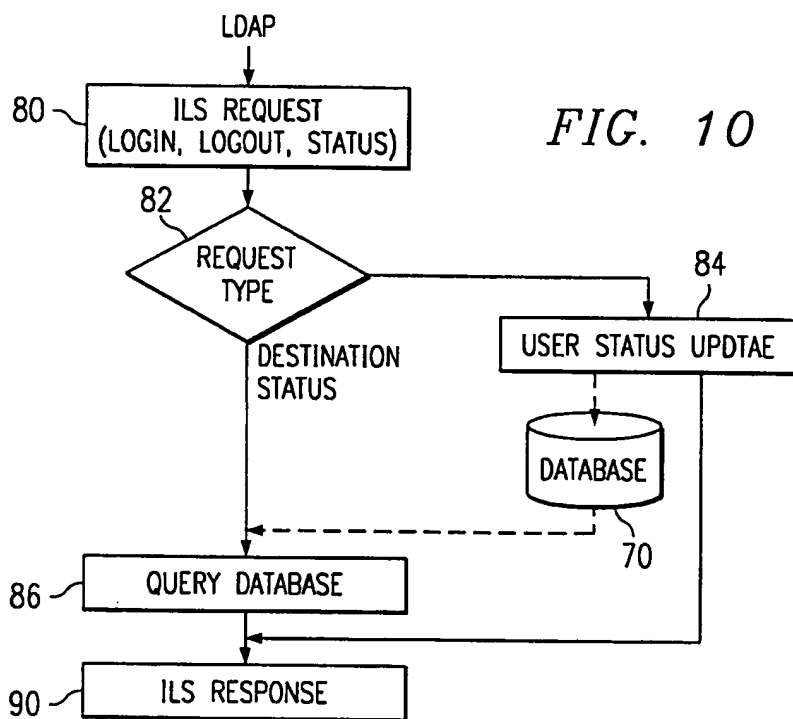 LDAP
80
ILS REQUEST
(LOGIN, LOGOUT, STATUS)
FIG. 10
82
REQUEST
TYPE
84
USER STATUS UPDTAE
DESTINATION
STATUS
DATABASE
70
86
QUERY DATABASE
90
ILS RESPONSE